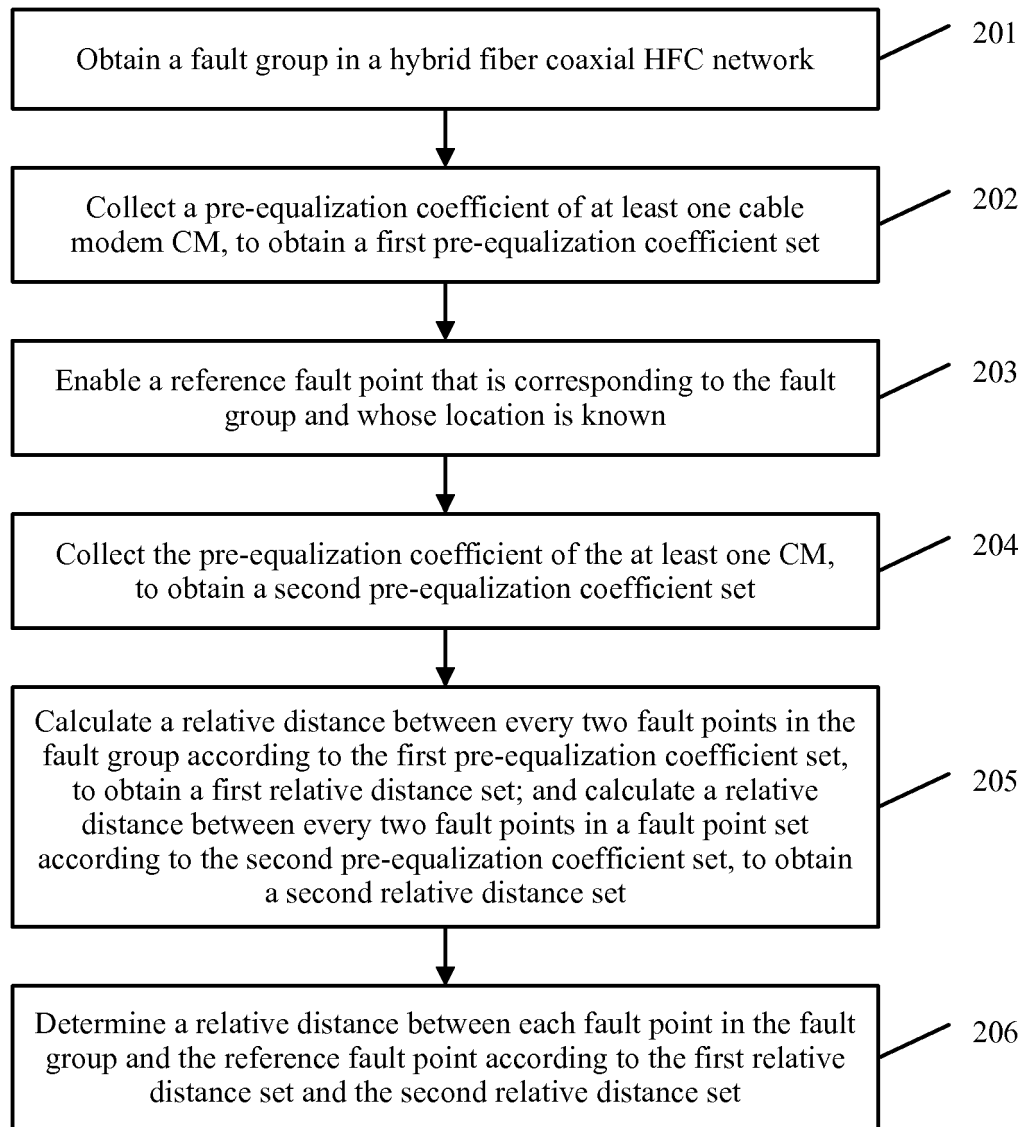 Obtain a fault group in a hybrid fiber coaxial HFC network
201
Collect a pre-equalization coefficient of at least one cable
modem CM, to obtain a first pre-equalization coefficient set
202
Enable a reference fault point that is corresponding to the fault
group and whose location is known
203
Collect the pre-equalization coefficient of the at least one CM,
to obtain a second pre-equalization coefficient set
204
Calculate a relative distance between every two fault points in the
fault group according to the first pre-equalization coefficient set,
to obtain a first relative distance set; and calculate a relative
distance between every two fault points in a fault point set
according to the second pre-equalization coefficient set, to obtain
a second relative distance set
205
Determine a relative distance between each fault point in the fault
group and the reference fault point according to the first relative
distance set and the second relative distance set
206